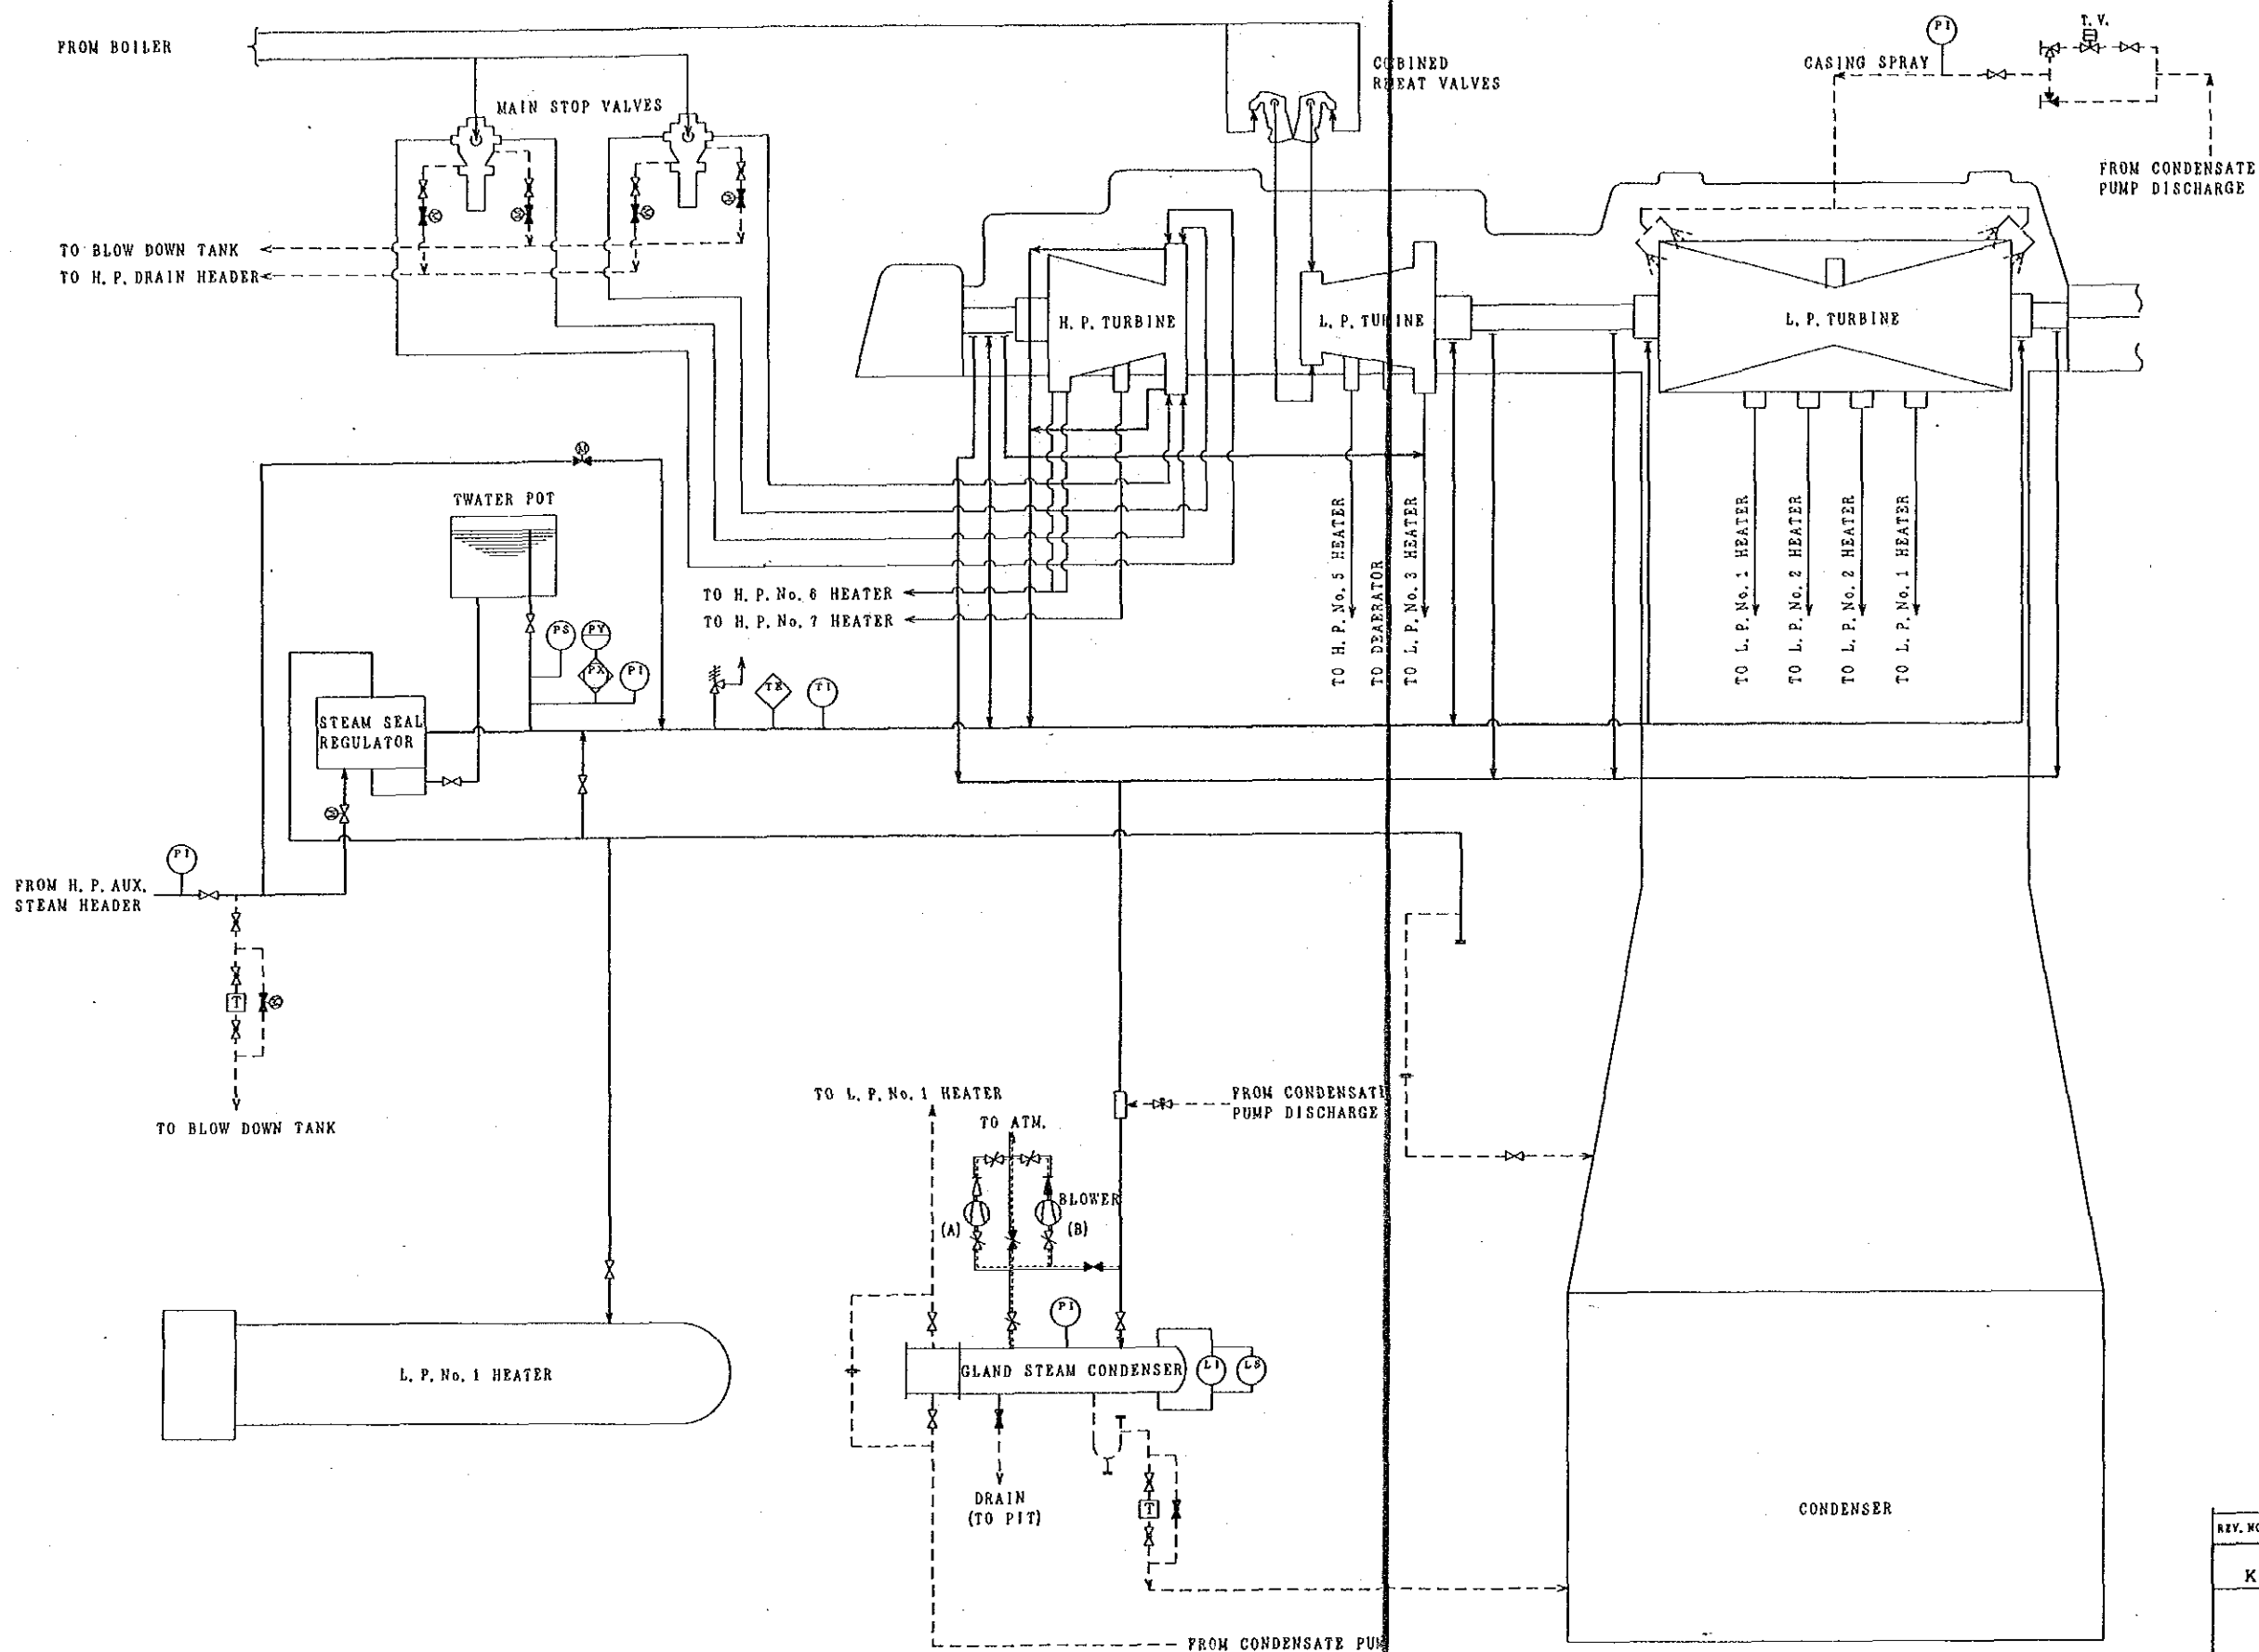 FROM BOILER
MAIN STOP VALVES
COBINED
REHEAT VALVES
CASING SPRAY
PI
T. V.
FROM CONDENSATE
PUMP DISCHARGE
TO BLOW DOWN TANK
TO H. P. DRAIN HEADER
M
M
M
M
H. P. TURBINE
L. P. TURBINE
L. P. TURBINE
M
TWATER POT
TO H. P. No. 6 HEATER
TO H. P. No. 7 HEATER
TO H. P. No. 5 HEATER
TO DEAERATOR
TO L. P. No. 3 HEATER
TO L. P. No. 1 HEATER
TO L. P. No. 2 HEATER
TO L. P. No. 2 HEATER
TO L. P. No. 1 HEATER
PS
PY
PX
PI
TI
STEAM SEAL
REGULATOR
M
PI
FROM H. P. AUX.
STEAM HEADER
T
M
TO BLOW DOWN TANK
TO L. P. No. 1 HEATER
TO ATM.
FROM CONDENSAT
PUMP DISCHARGE
BLOWER
(A)
(B)
PI
L. P. No. 1 HEATER
GLAND STEAM CONDENSER
LI
LS
DRAIN
(TO PIT)
T
CONDENSER
REV. NO
K
FROM CONDENSATE PUM